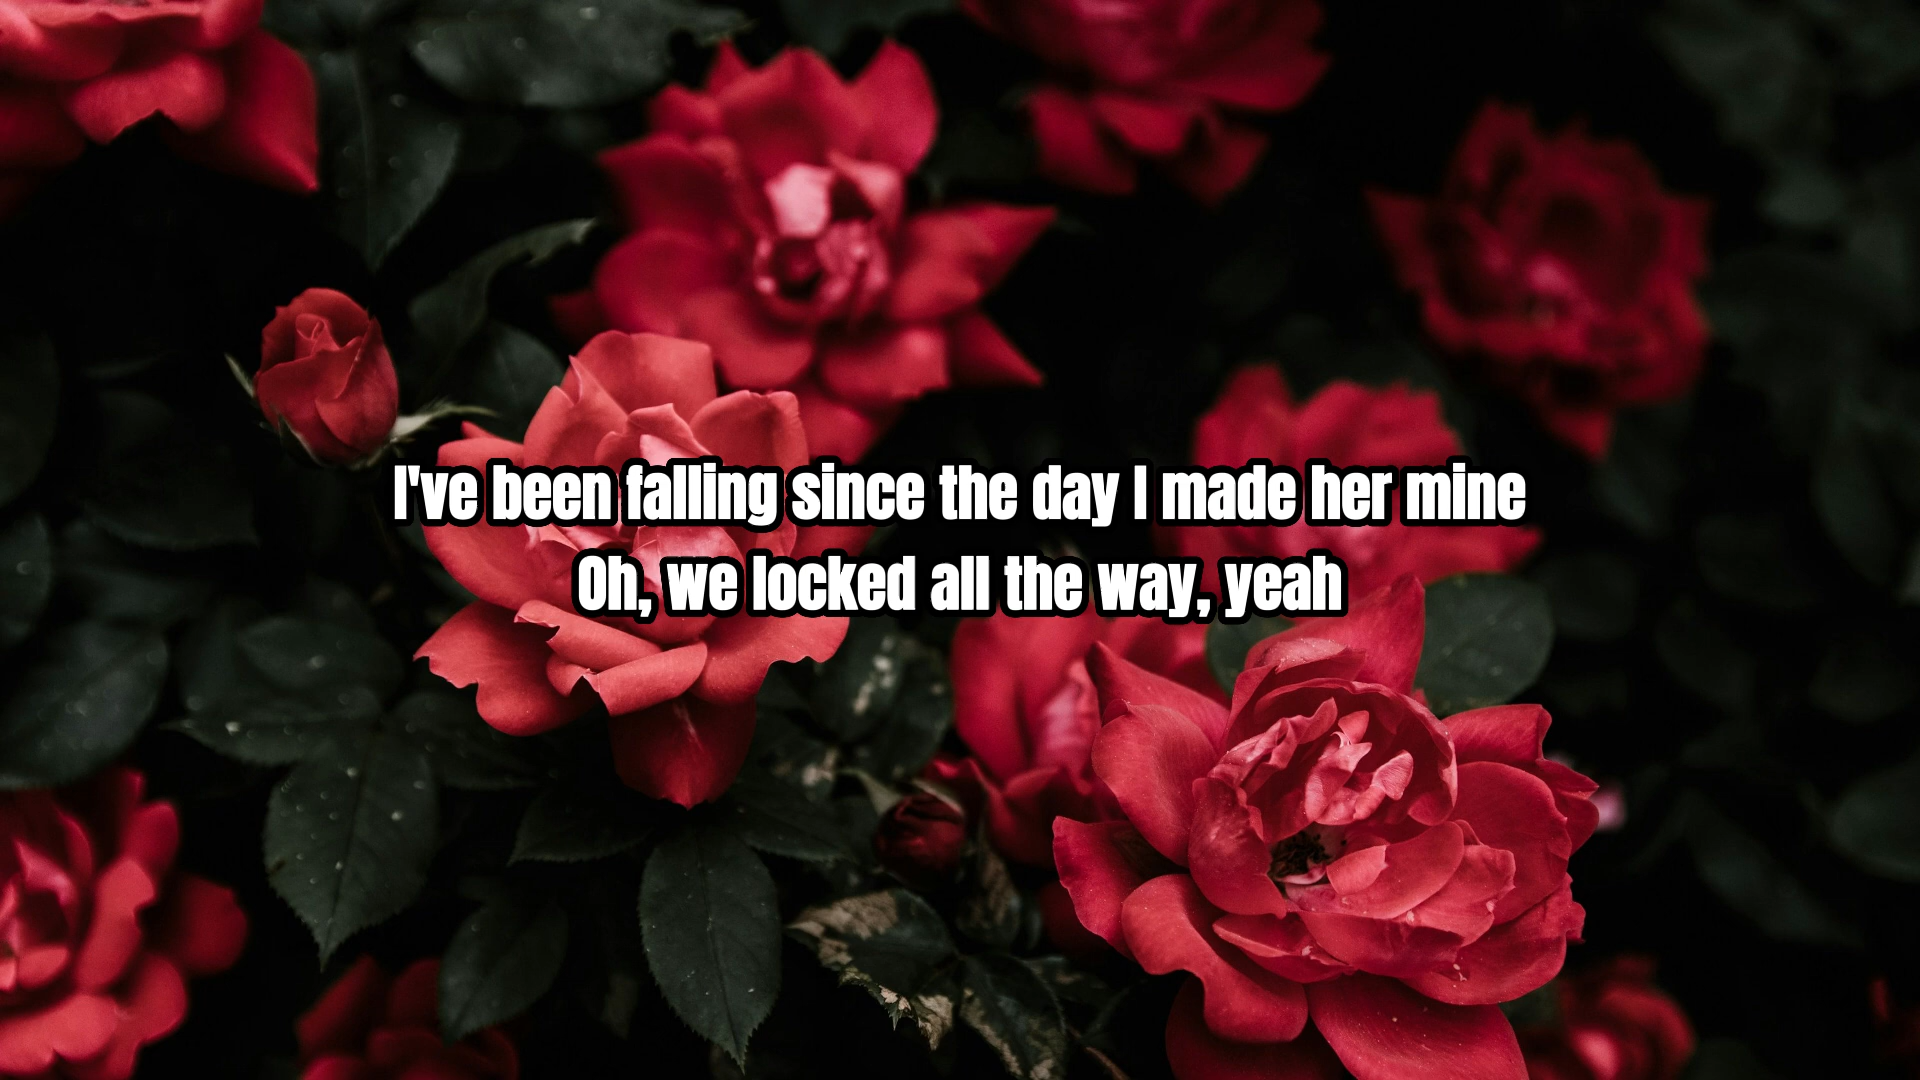 I've been falling since the day I made her mine
Oh, we locked all the way, yeah